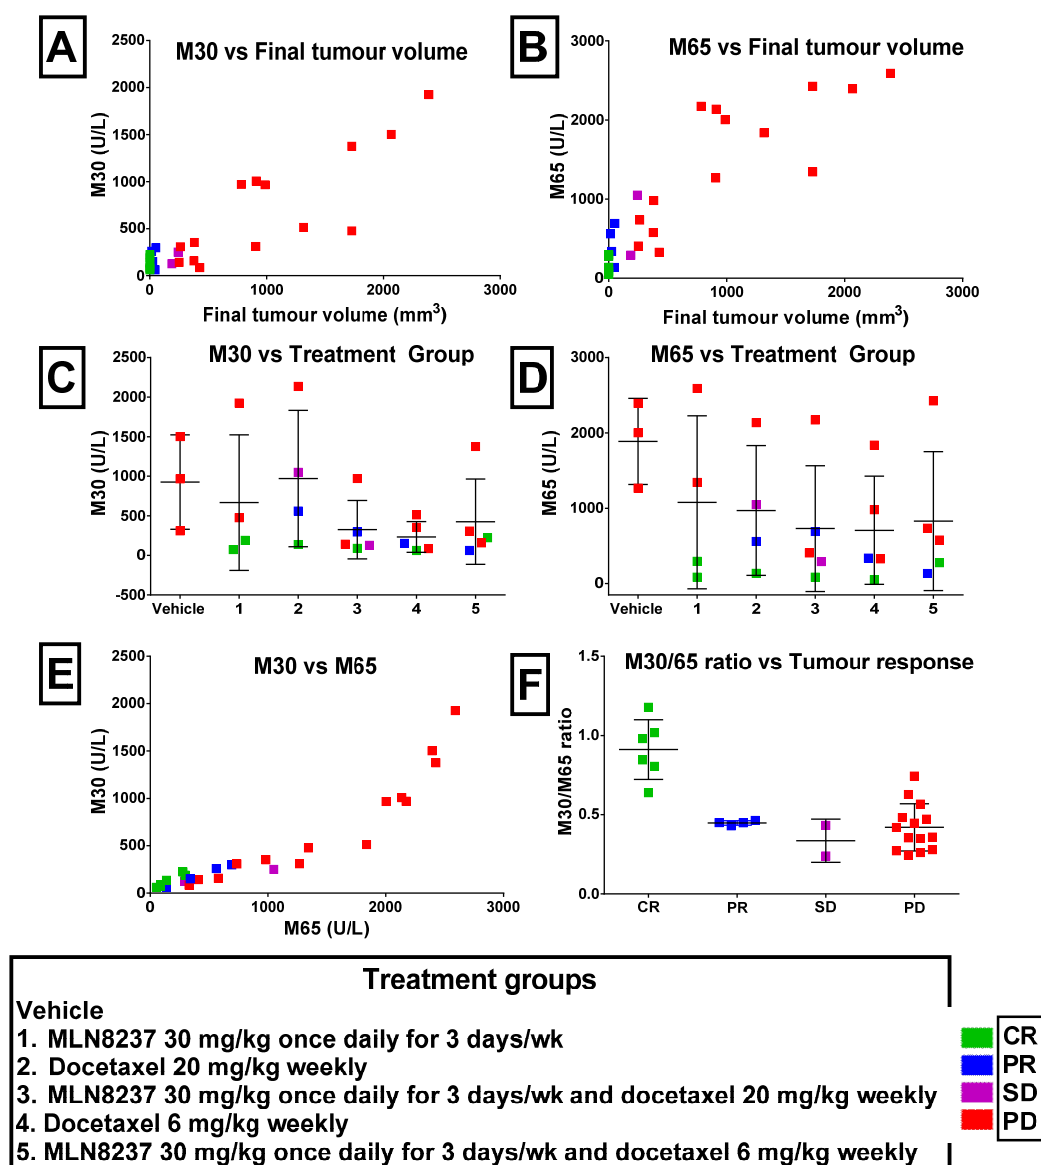 A
M30 vs Final tumour volume
2500
2000
1500
1000
500
0
M30 (U/L)
0 1000 2000 3000
Final tumour volume (mm3)
B
M65 vs Final tumour volume
3000
2000
1000
0
M65 (U/L)
0 1000 2000 3000
Final tumour volume (mm3)
C
M30 vs Treatment Group
2500
2000
1500
1000
500
0
-500
M30 (U/L)
Vehicle 1 2 3 4 5
D
M65 vs Treatment Group
3000
2000
1000
0
M65 (U/L)
Vehicle 1 2 3 4 5
E
M30 vs M65
2500
2000
1500
1000
500
0
M30 (U/L)
0 1000 2000 3000
M65 (U/L)
F
M30/65 ratio vs Tumour response
1.5
1.0
0.5
0.0
M30/M65 ratio
CR PR SD PD
Treatment groups
Vehicle
1. MLN8237 30 mg/kg once daily for 3 days/wk
2. Docetaxel 20 mg/kg weekly
3. MLN8237 30 mg/kg once daily for 3 days/wk and docetaxel 20 mg/kg weekly
4. Docetaxel 6 mg/kg weekly
5. MLN8237 30 mg/kg once daily for 3 days/wk and docetaxel 6 mg/kg weekly
CR
PR
SD
PD